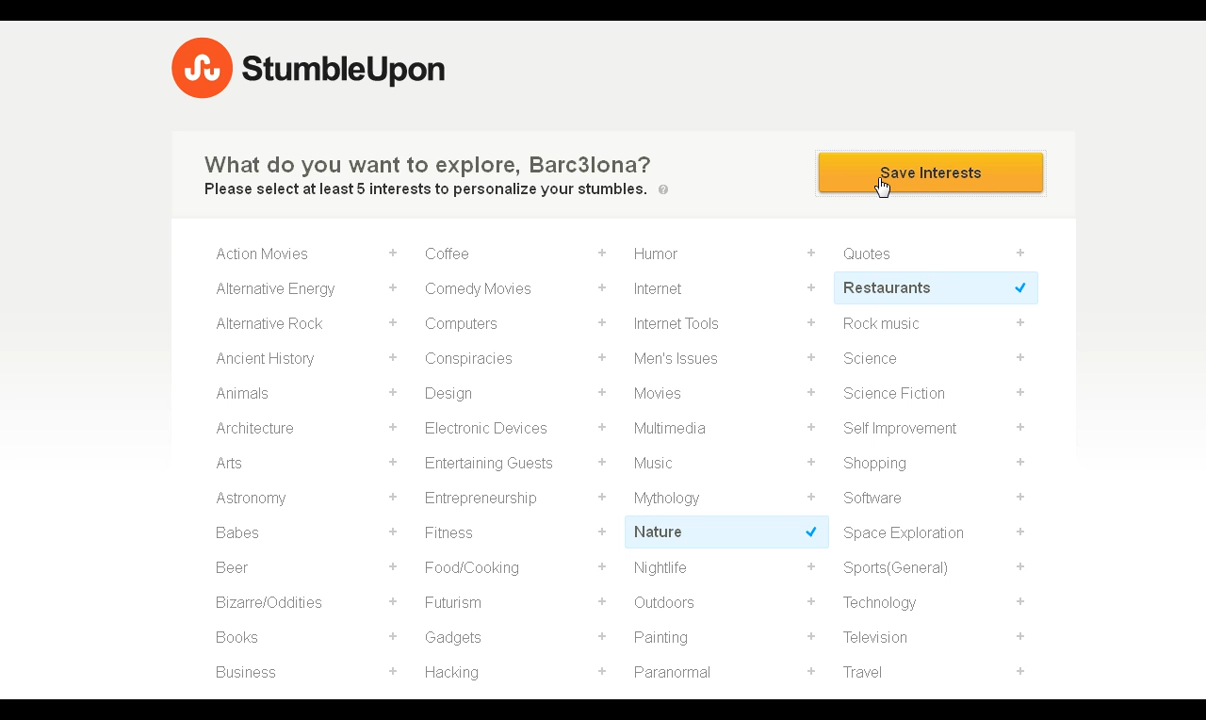 StumbleUpon
What do you want to explore, Barc3lona?
Please select at least 5 interests to personalize your stumbles. ?
Save Interests
Action Movies + Coffee + Humor + Quotes +
Alternative Energy + Comedy Movies + Internet + Restaurants ✓
Alternative Rock + Computers + Internet Tools + Rock music +
Ancient History + Conspiracies + Men's Issues + Science +
Animals + Design + Movies + Science Fiction +
Architecture + Electronic Devices + Multimedia + Self Improvement +
Arts + Entertaining Guests + Music + Shopping +
Astronomy + Entrepreneurship + Mythology + Software +
Babes + Fitness + Nature ✓ Space Exploration +
Beer + Food/Cooking + Nightlife + Sports(General) +
Bizarre/Oddities + Futurism + Outdoors + Technology +
Books + Gadgets + Painting + Television +
Business + Hacking + Paranormal + Travel +